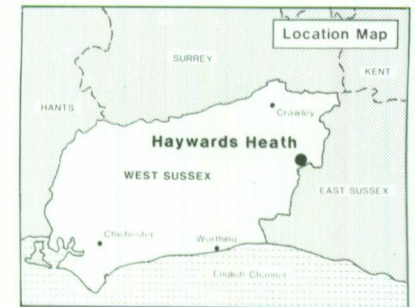 Location Map
SURREY
KENT
HANTS
Crawley
Haywards Heath
WEST SUSSEX
EAST SUSSEX
Chichester
Worthing
English Channel